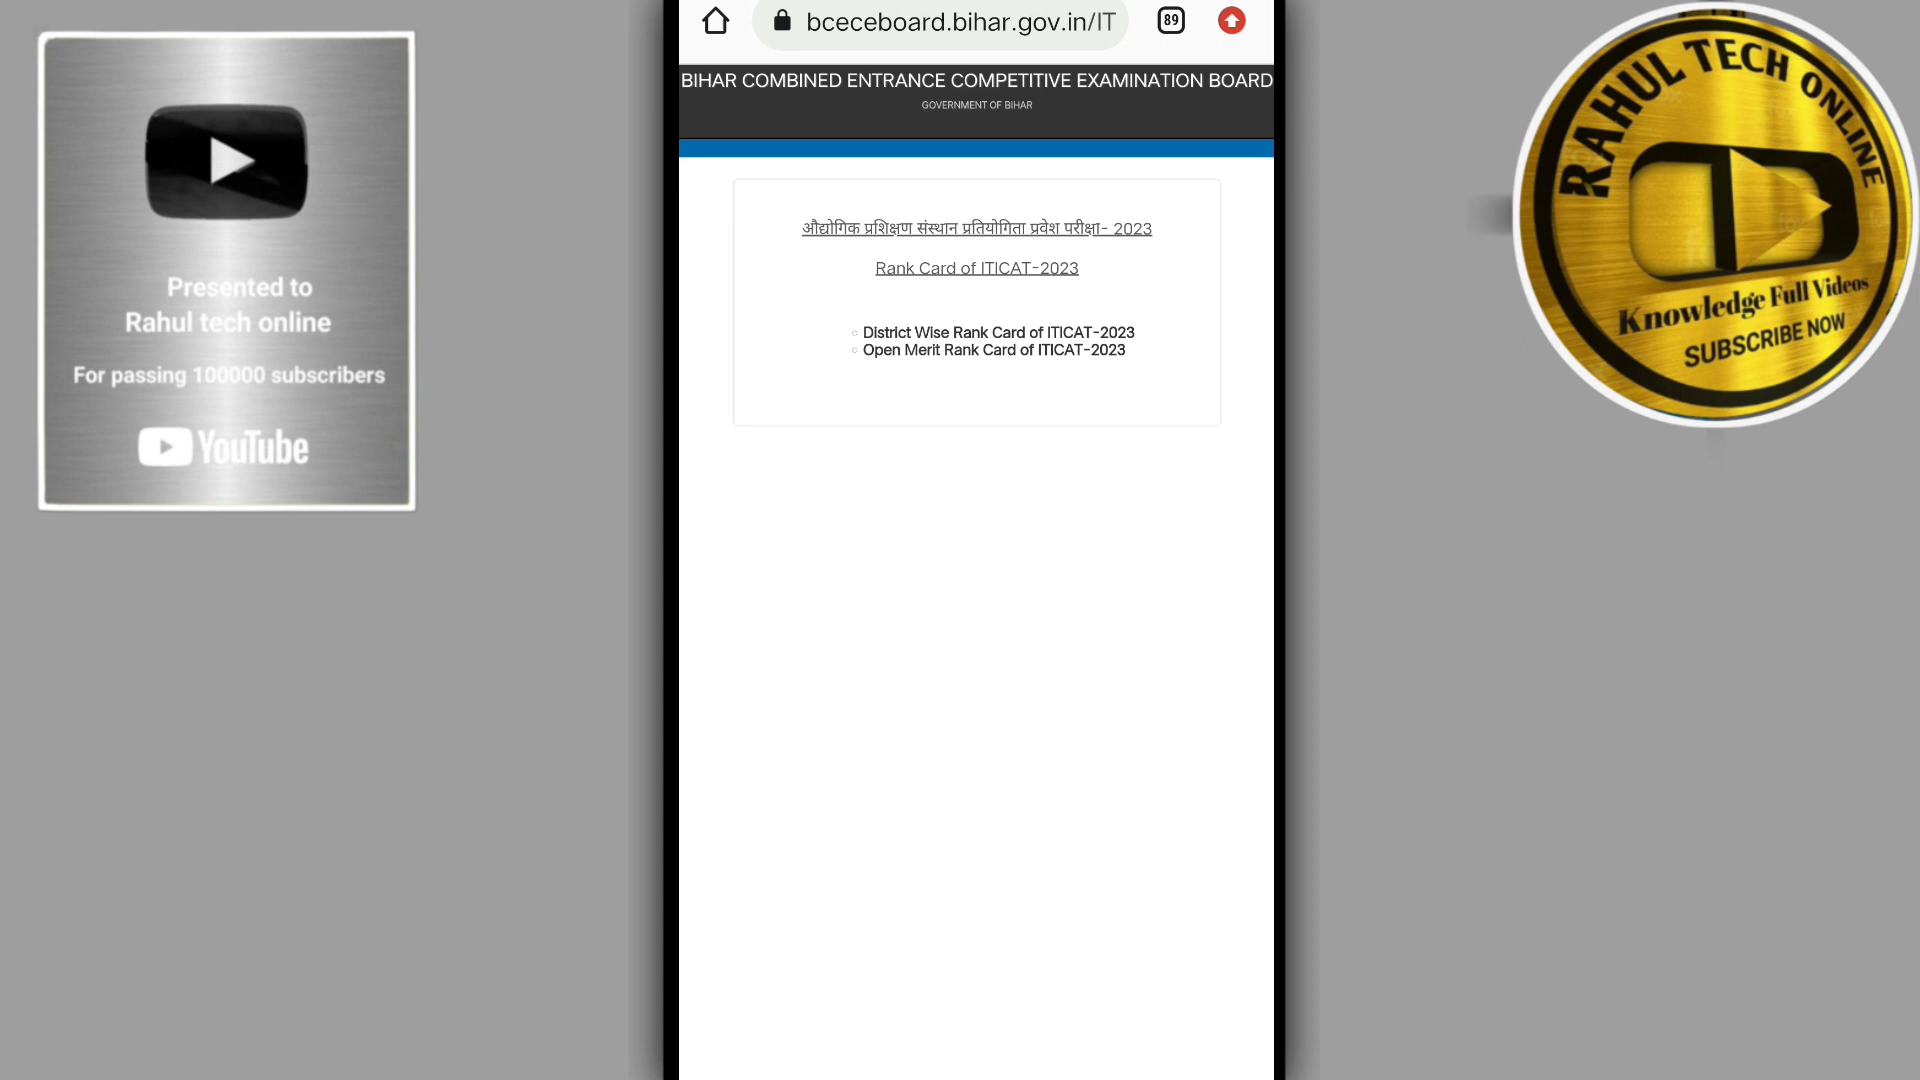 bceceboard.bihar.gov.in/IT
89
BIHAR COMBINED ENTRANCE COMPETITIVE EXAMINATION BOARD
GOVERNMENT OF BIHAR
औद्योगिक प्रशिक्षण संस्थान प्रतियोगिता प्रवेश परीक्षा- 2023
Rank Card of ITICAT-2023
District Wise Rank Card of ITICAT-2023
Open Merit Rank Card of ITICAT-2023
Presented to
Rahul tech online
For passing 100000 subscribers
YouTube
RAHUL TECH ONLINE
Knowledge Full Videos
SUBSCRIBE NOW